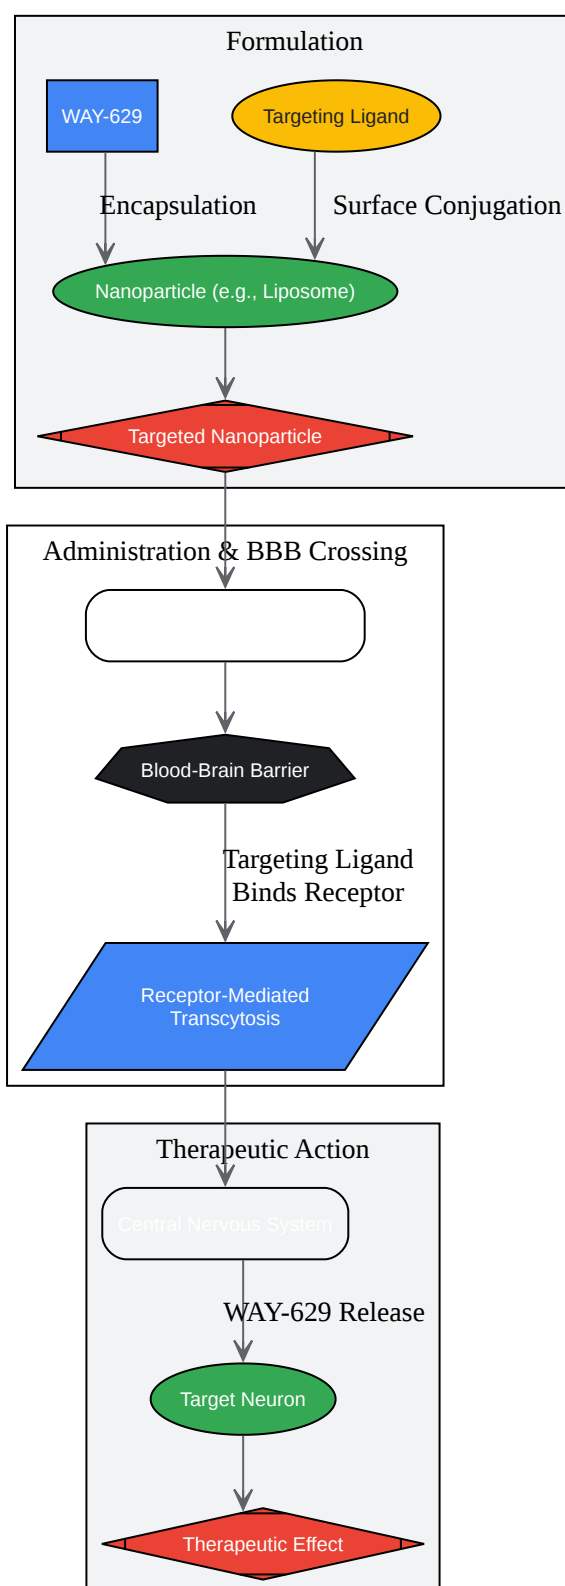 Formulation
WAY-629
Targeting Ligand
Encapsulation
Surface Conjugation
Nanoparticle (e.g., Liposome)
Targeted Nanoparticle
Administration & BBB Crossing
Blood-Brain Barrier
Targeting Ligand
Binds Receptor
Receptor-Mediated
Transcytosis
Therapeutic Action
Central Nervous System
WAY-629 Release
Target Neuron
Therapeutic Effect